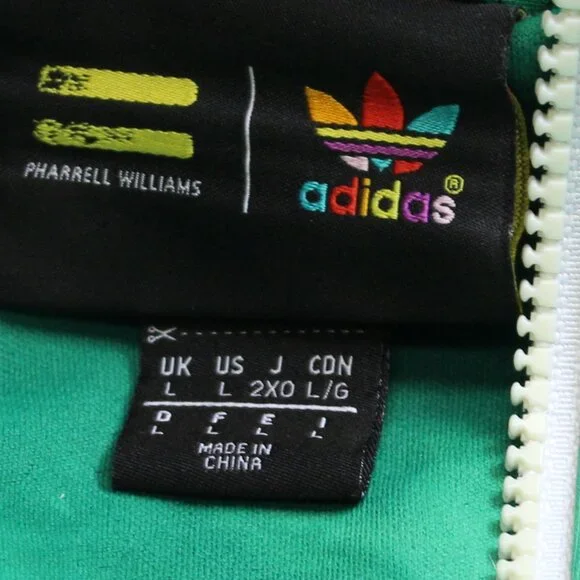 PHARRELL WILLIAMS
adidas®
UK US J CDN
L L 2XO L/G
D F E I
L L L L
MADE IN
CHINA